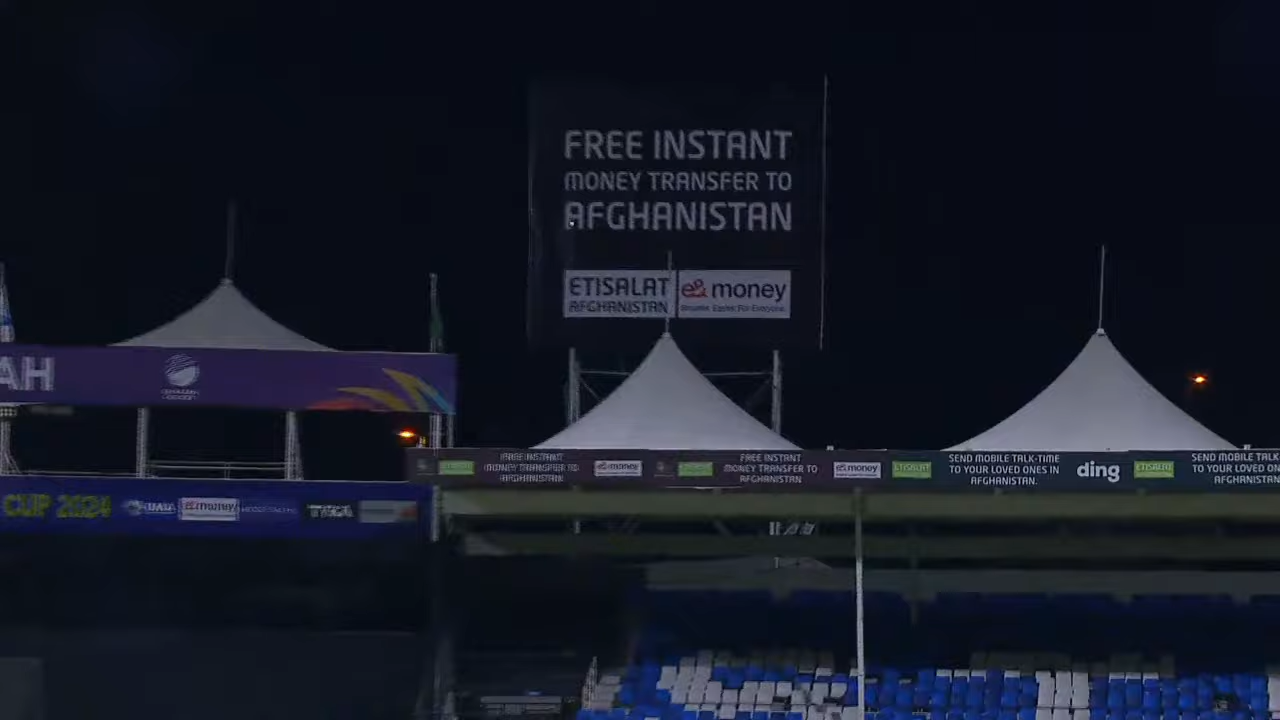 FREE INSTANT
MONEY TRANSFER TO
AFGHANISTAN
ETISALAT
AFGHANISTAN
e& money
AH
FREE INSTANT
MONEY TRANSFER TO
AFGHANISTAN
e& money
FREE INSTANT
MONEY TRANSFER TO
AFGHANISTAN
e& money
ETISALAT
SEND MOBILE TALK-TIME
TO YOUR LOVED ONES IN
AFGHANISTAN.
ding
ETISALAT
SEND MOBILE TALK
TO YOUR LOVED ON
AFGHANISTAN
CUP 2024
e& money